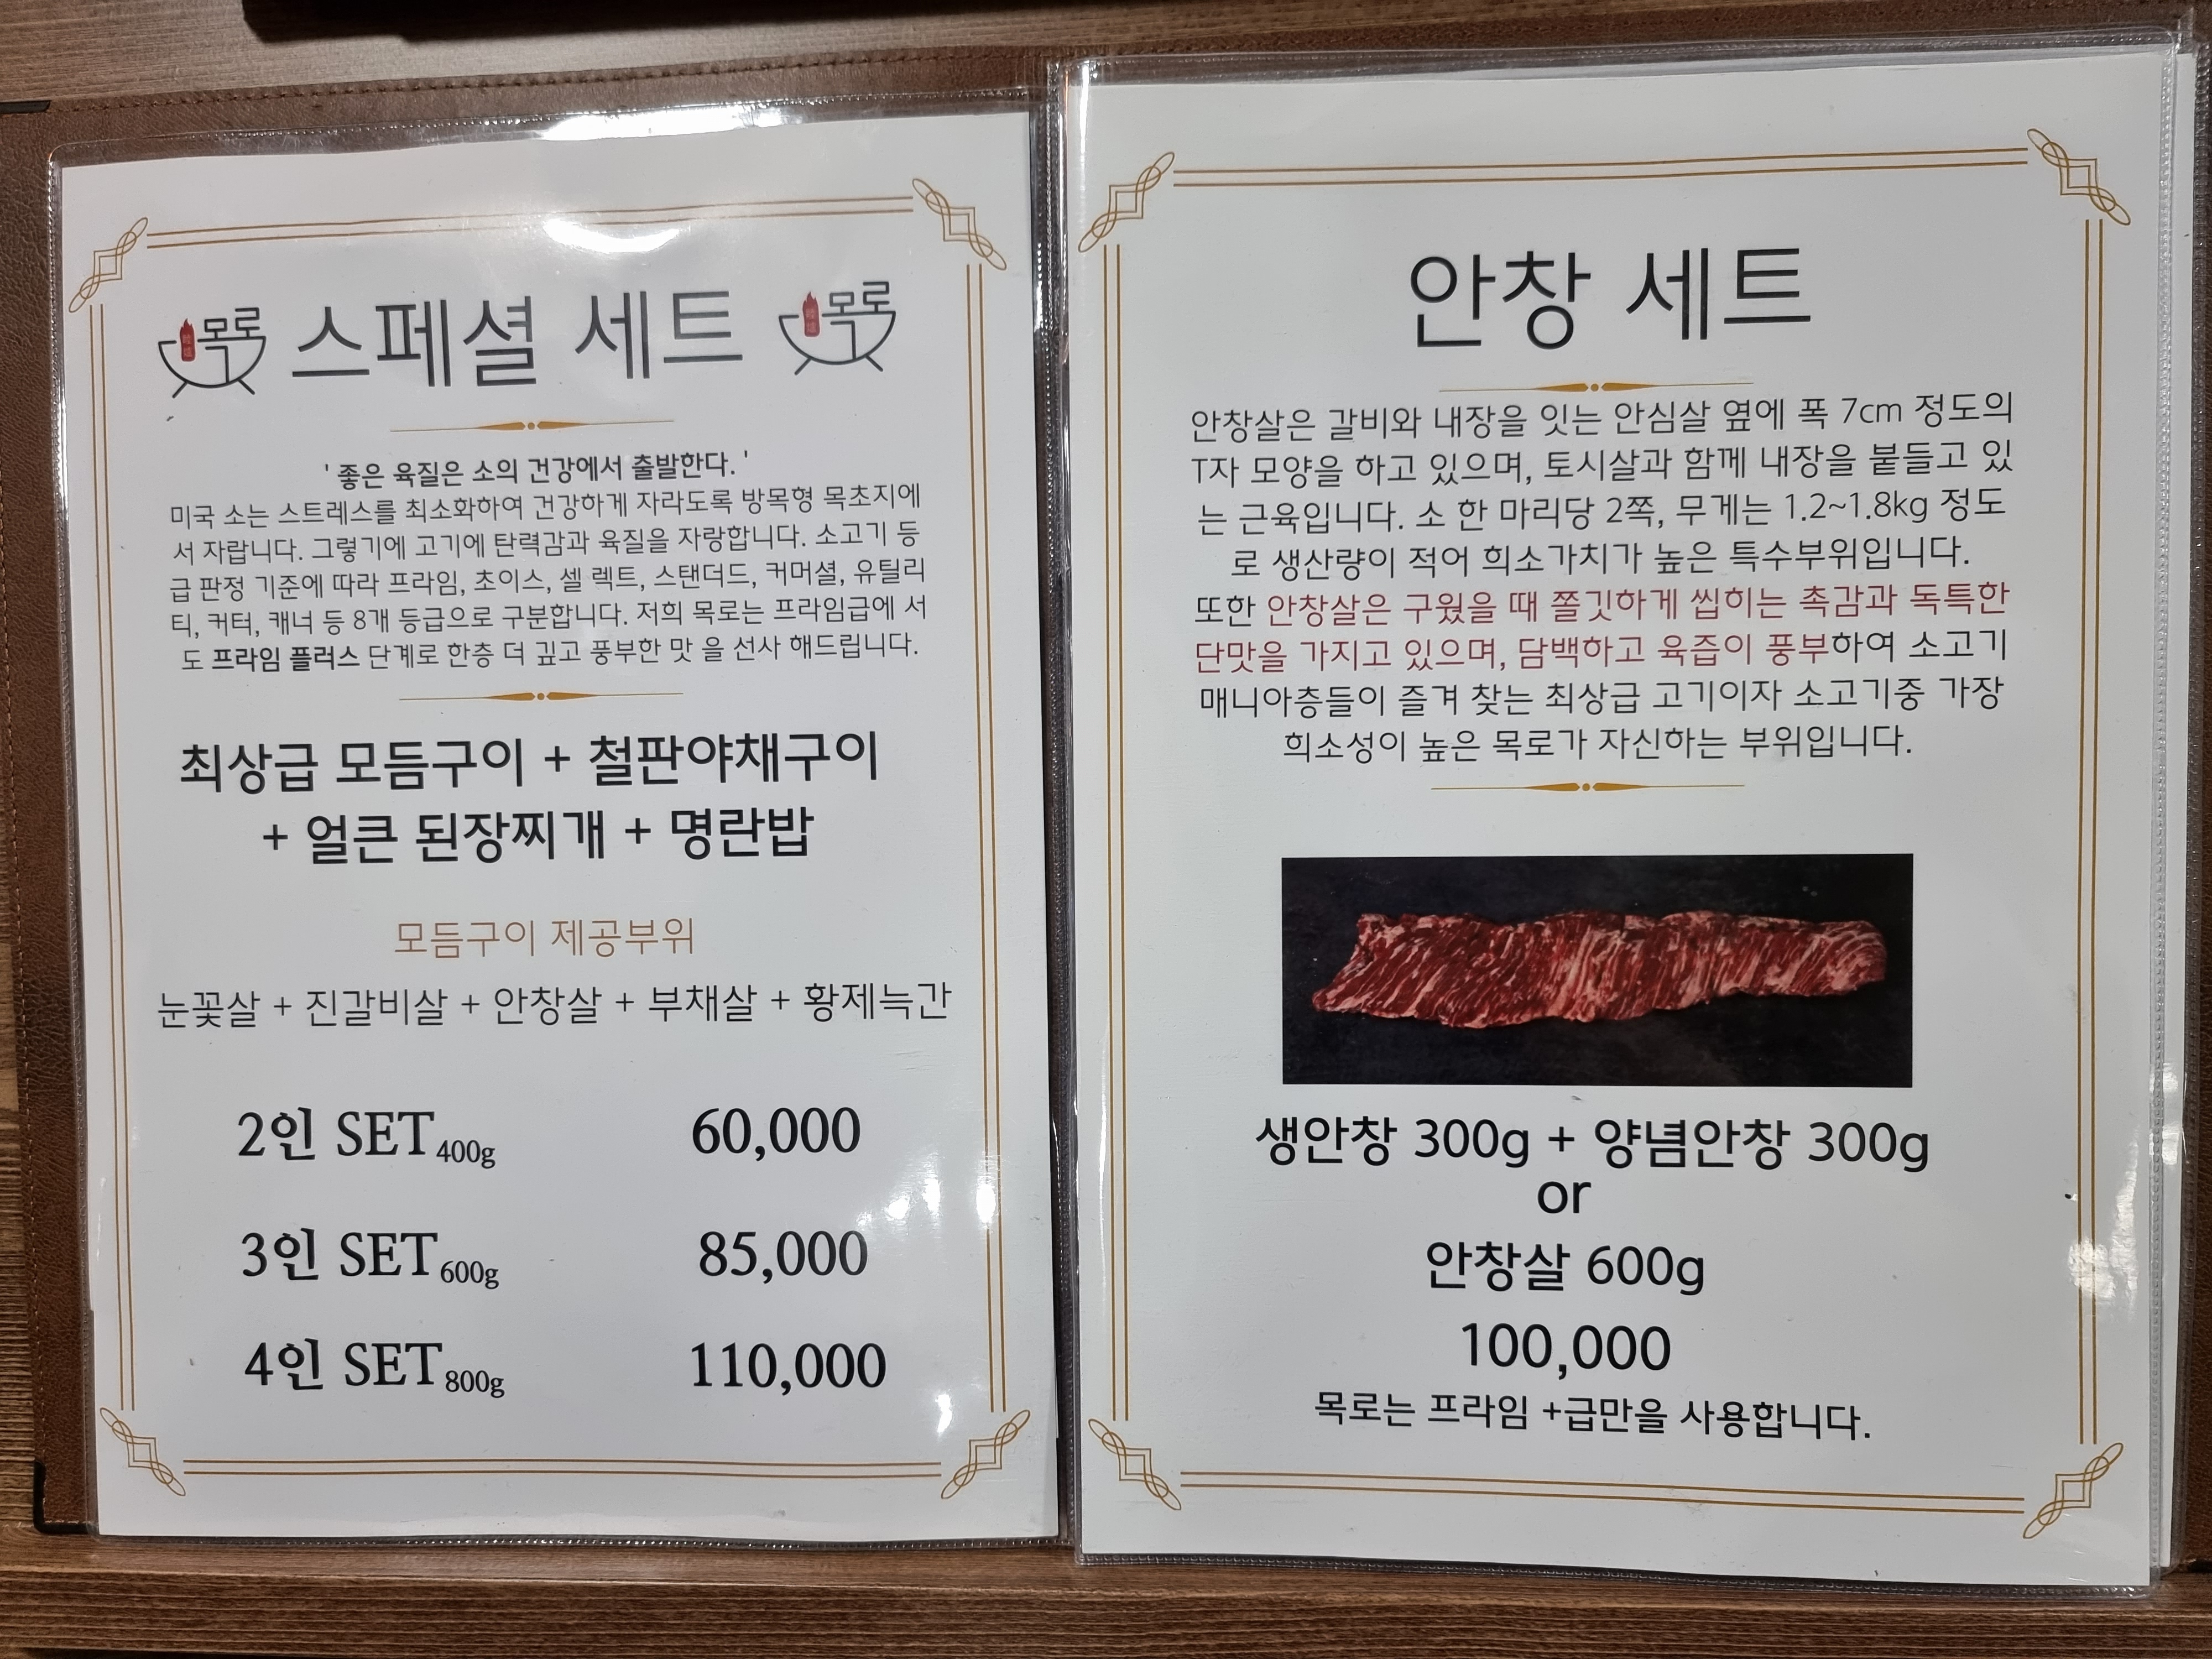 목로 스페셜 세트 목로
' 좋은 육질은 소의 건강에서 출발한다. '
미국 소는 스트레스를 최소화하여 건강하게 자라도록 방목형 목초지에
서 자랍니다. 그렇기에 고기에 탄력감과 육질을 자랑합니다. 소고기 등
급 판정 기준에 따라 프라임, 초이스, 셀 렉트, 스탠더드, 커머셜, 유틸리
티, 커터, 캐너 등 8개 등급으로 구분합니다. 저희 목로는 프라임급에 서
도 프라임 플러스 단계로 한층 더 깊고 풍부한 맛 을 선사 해드립니다.
최상급 모듬구이 + 철판야채구이
+ 얼큰 된장찌개 + 명란밥
모듬구이 제공부위
눈꽃살 + 진갈비살 + 안창살 + 부채살 + 황제늑간
2인 SET 400g 60,000
3인 SET 600g 85,000
4인 SET 800g 110,000
안창 세트
안창살은 갈비와 내장을 잇는 안심살 옆에 폭 7cm 정도의
T자 모양을 하고 있으며, 토시살과 함께 내장을 붙들고 있
는 근육입니다. 소 한 마리당 2쪽, 무게는 1.2~1.8kg 정도
로 생산량이 적어 희소가치가 높은 특수부위입니다.
또한 안창살은 구웠을 때 쫄깃하게 씹히는 촉감과 독특한
단맛을 가지고 있으며, 담백하고 육즙이 풍부하여 소고기
매니아층들이 즐겨 찾는 최상급 고기이자 소고기중 가장
희소성이 높은 목로가 자신하는 부위입니다.
생안창 300g + 양념안창 300g
or
안창살 600g
100,000
목로는 프라임 +급만을 사용합니다.